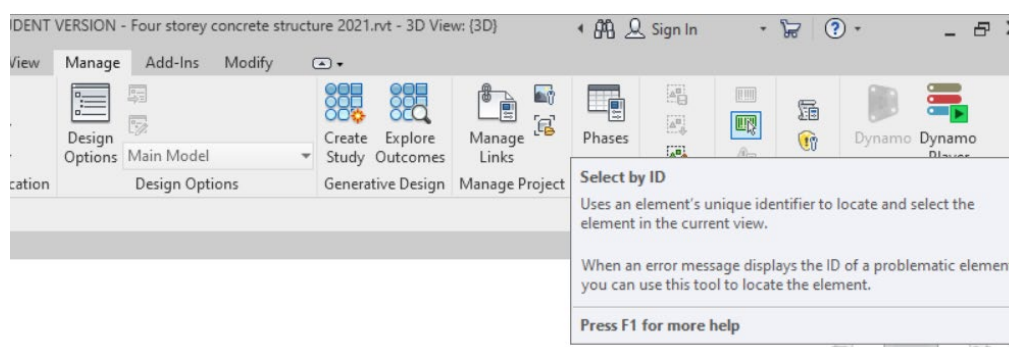 DENT VERSION - Four storey concrete structure 2021.rvt - 3D View: {3D}
Sign In
View Manage Add-Ins Modify
Design Options
Main Model
Create Study
Explore Outcomes
Manage Links
Phases
Dynamo
Dynamo Player
Design Options
Generative Design
Manage Project
Select by ID
Uses an element's unique identifier to locate and select the
element in the current view.
When an error message displays the ID of a problematic elemen
you can use this tool to locate the element.
Press F1 for more help